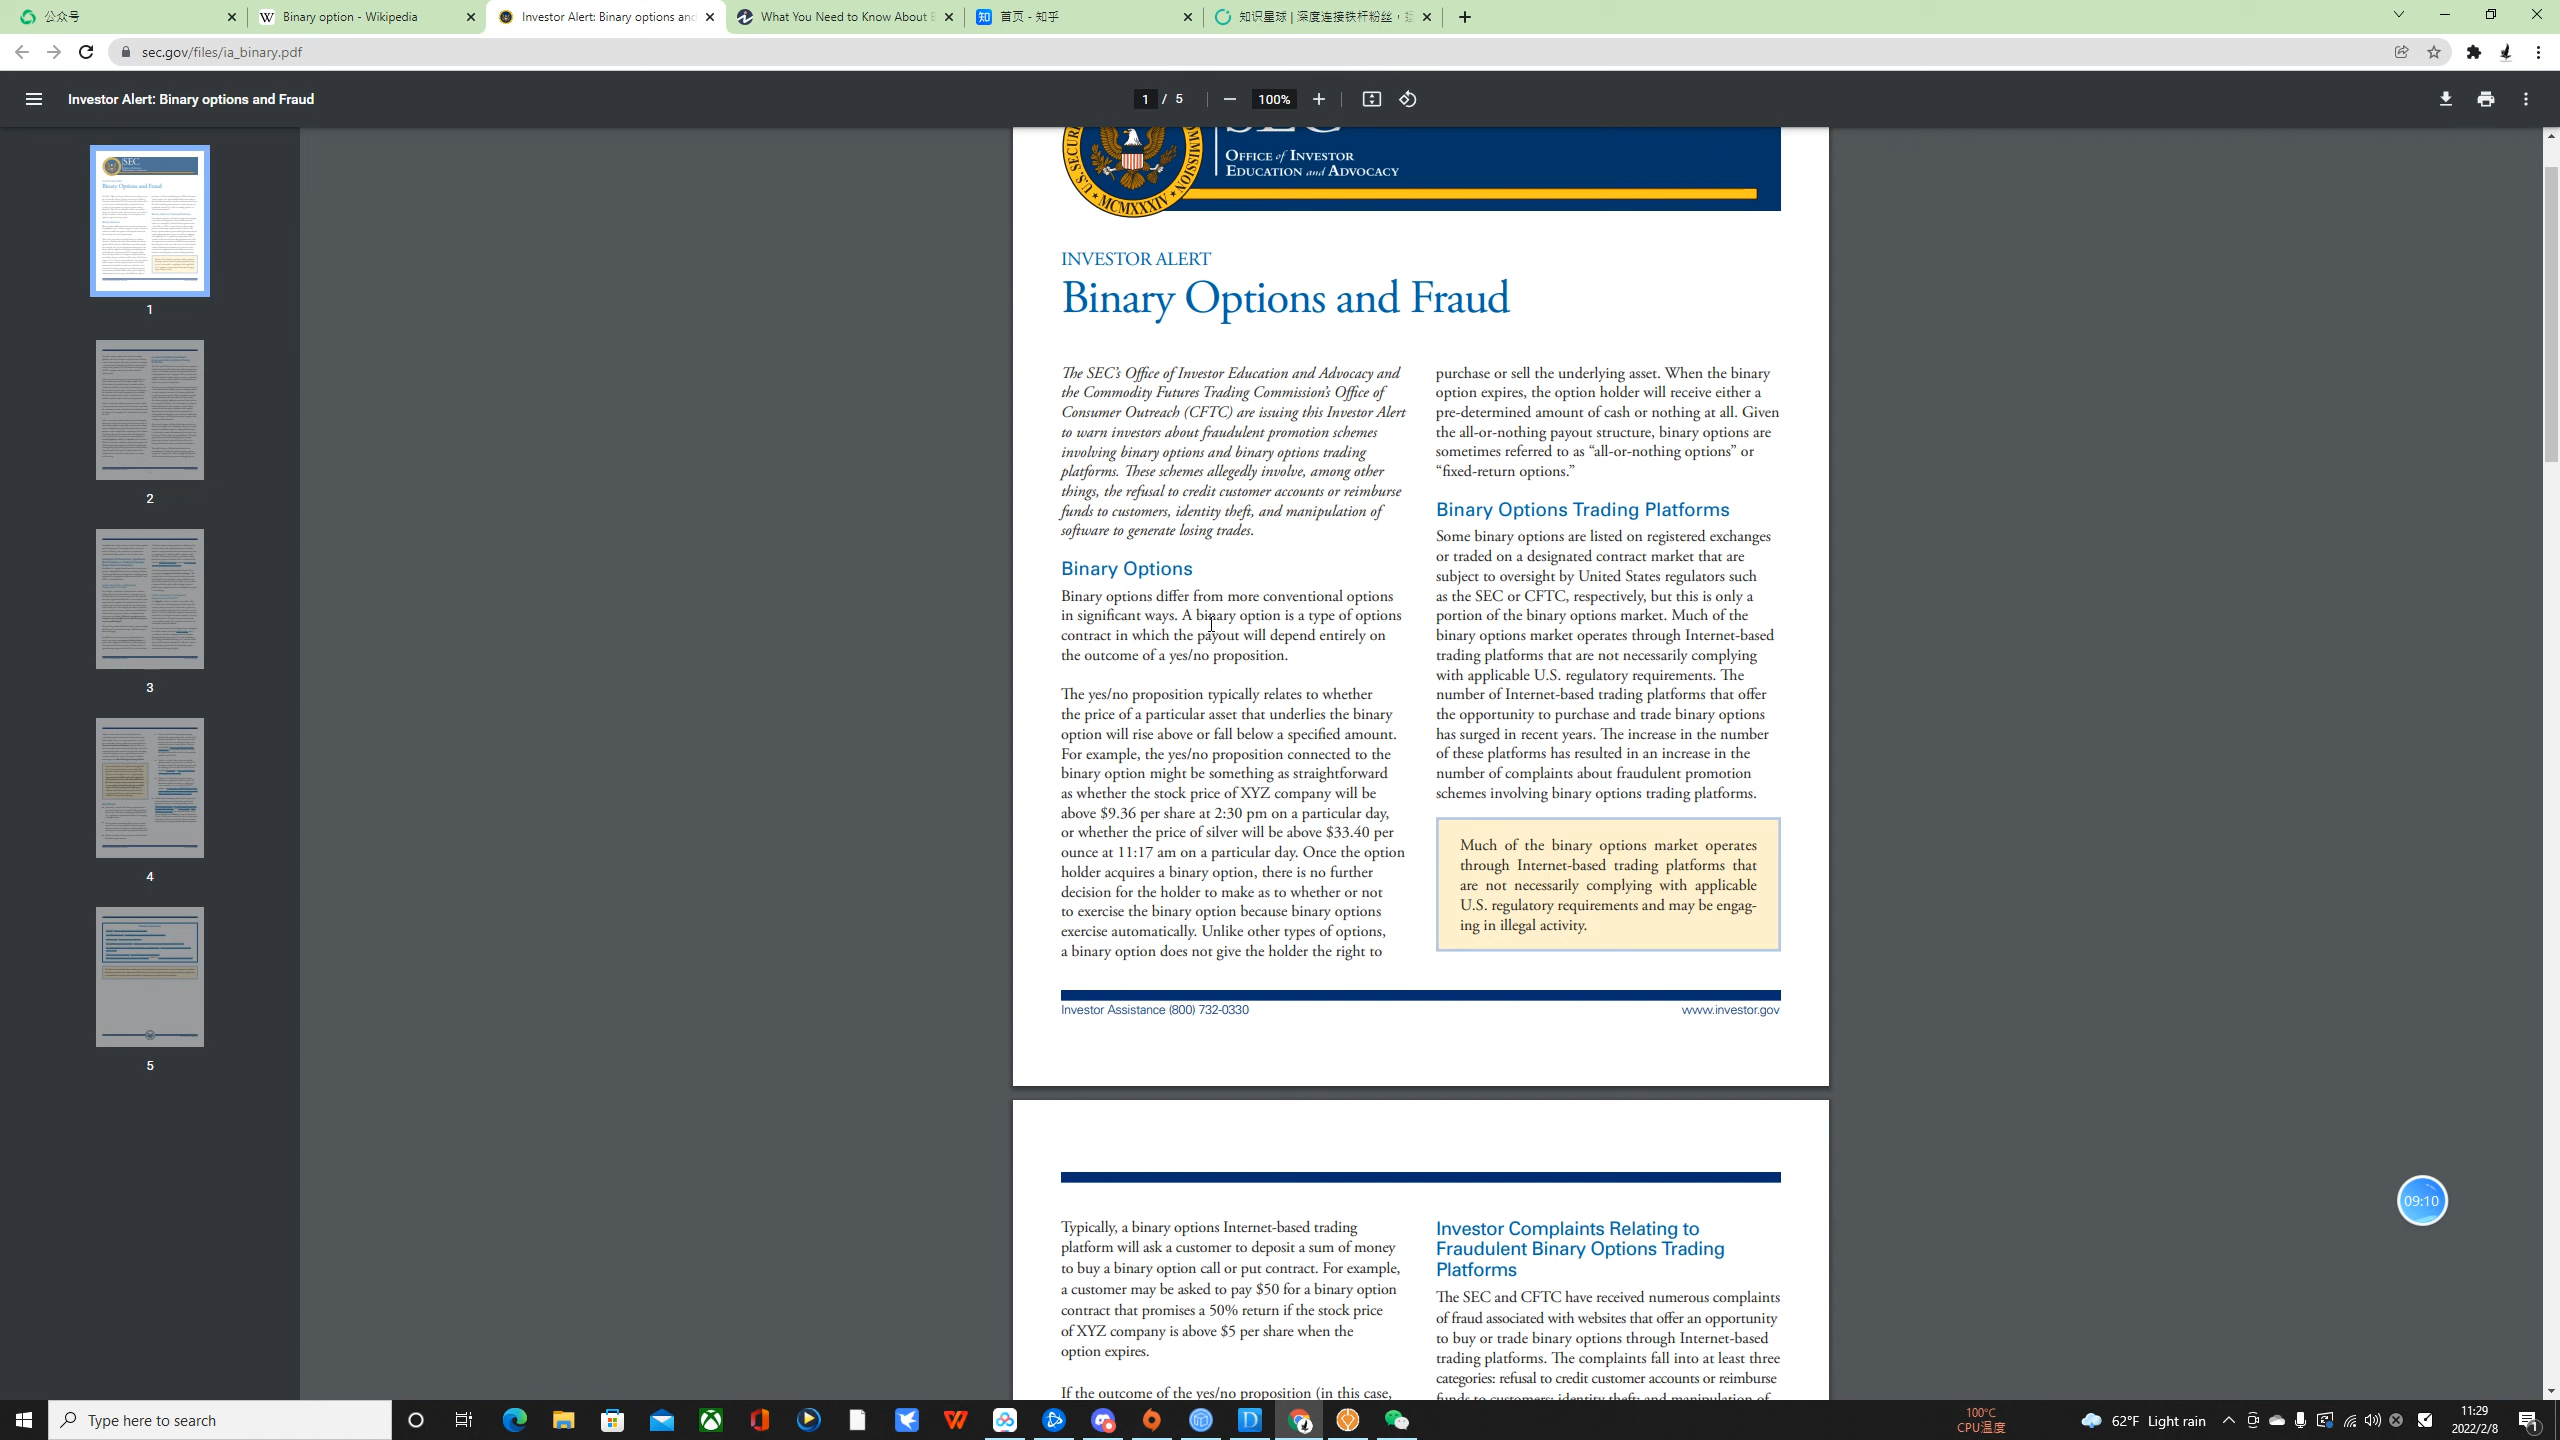 公众号
Binary option - Wikipedia
Investor Alert: Binary options and
What You Need to Know About
首页 - 知乎
知识星球 | 深度连接铁杆粉丝，
sec.gov/files/ia_binary.pdf
Investor Alert: Binary options and Fraud
1 / 5
100%
1
2
3
4
5
SEC
OFFICE of INVESTOR
EDUCATION and ADVOCACY
MCMXXXIV
INVESTOR ALERT
Binary Options and Fraud
The SEC's Office of Investor Education and Advocacy and
the Commodity Futures Trading Commission's Office of
Consumer Outreach (CFTC) are issuing this Investor Alert
to warn investors about fraudulent promotion schemes
involving binary options and binary options trading
platforms. These schemes allegedly involve, among other
things, the refusal to credit customer accounts or reimburse
funds to customers, identity theft, and manipulation of
software to generate losing trades.
Binary Options
Binary options differ from more conventional options
in significant ways. A binary option is a type of options
contract in which the payout will depend entirely on
the outcome of a yes/no proposition.
The yes/no proposition typically relates to whether
the price of a particular asset that underlies the binary
option will rise above or fall below a specified amount.
For example, the yes/no proposition connected to the
binary option might be something as straightforward
as whether the stock price of XYZ company will be
above $9.36 per share at 2:30 pm on a particular day,
or whether the price of silver will be above $33.40 per
ounce at 11:17 am on a particular day. Once the option
holder acquires a binary option, there is no further
decision for the holder to make as to whether or not
to exercise the binary option because binary options
exercise automatically. Unlike other types of options,
a binary option does not give the holder the right to
purchase or sell the underlying asset. When the binary
option expires, the option holder will receive either a
pre-determined amount of cash or nothing at all. Given
the all-or-nothing payout structure, binary options are
sometimes referred to as “all-or-nothing options” or
“fixed-return options.”
Binary Options Trading Platforms
Some binary options are listed on registered exchanges
or traded on a designated contract market that are
subject to oversight by United States regulators such
as the SEC or CFTC, respectively, but this is only a
portion of the binary options market. Much of the
binary options market operates through Internet-based
trading platforms that are not necessarily complying
with applicable U.S. regulatory requirements. The
number of Internet-based trading platforms that offer
the opportunity to purchase and trade binary options
has surged in recent years. The increase in the number
of these platforms has resulted in an increase in the
number of complaints about fraudulent promotion
schemes involving binary options trading platforms.
Much of the binary options market operates
through Internet-based trading platforms that
are not necessarily complying with applicable
U.S. regulatory requirements and may be engag-
ing in illegal activity.
Investor Assistance (800) 732-0330
www.investor.gov
Typically, a binary options Internet-based trading
platform will ask a customer to deposit a sum of money
to buy a binary option call or put contract. For example,
a customer may be asked to pay $50 for a binary option
contract that promises a 50% return if the stock price
of XYZ company is above $5 per share when the
option expires.
If the outcome of the yes/no proposition (in this case,
Investor Complaints Relating to
Fraudulent Binary Options Trading
Platforms
The SEC and CFTC have received numerous complaints
of fraud associated with websites that offer an opportunity
to buy or trade binary options through Internet-based
trading platforms. The complaints fall into at least three
categories: refusal to credit customer accounts or reimburse
funds to customers; identity theft; and manipulation of
09:10
Type here to search
100°C
CPU温度
62°F Light rain
11:29
2022/2/8